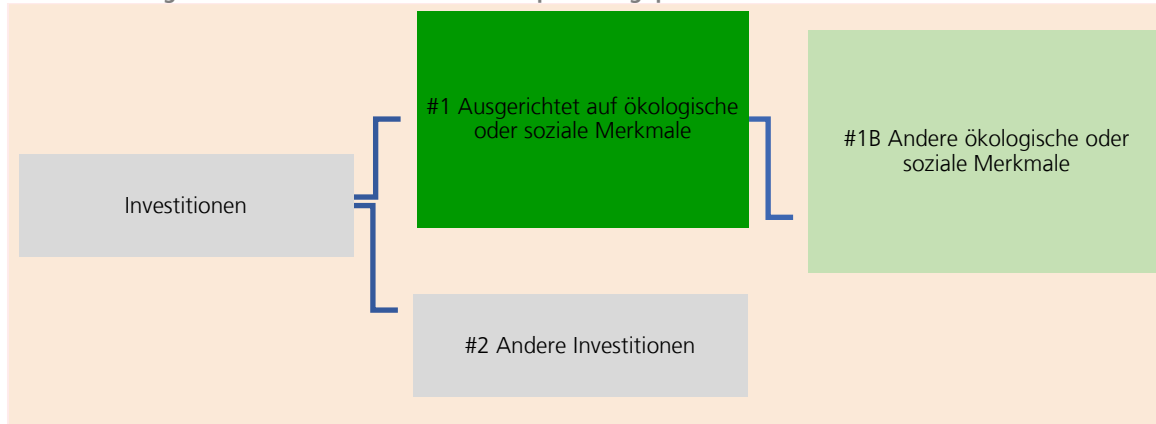 #1 Ausgerichtet auf ökologische
oder soziale Merkmale
#1B Andere ökologische oder
soziale Merkmale
Investitionen
#2 Andere Investitionen